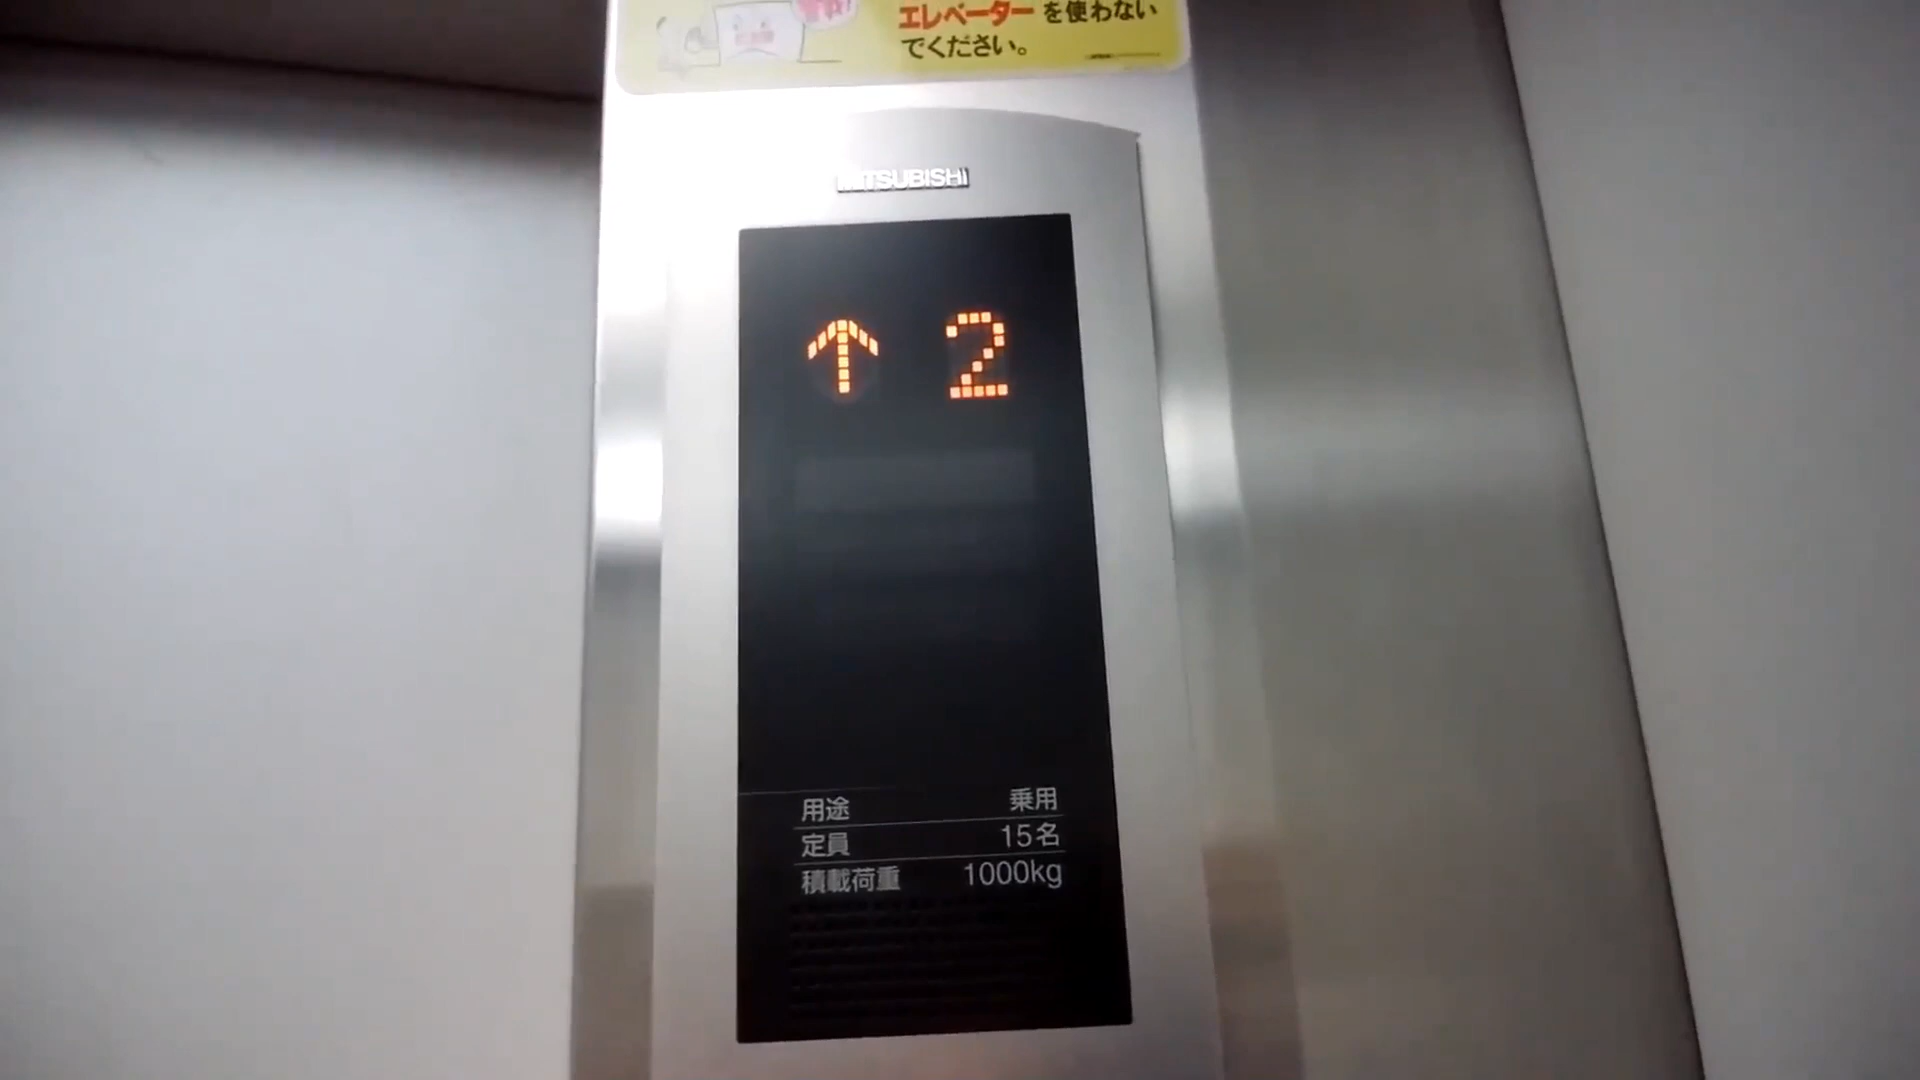 エレベーター を使わない
でください。
MITSUBISHI
↑ 2
用途 乗用
定員 15名
積載荷重 1000kg